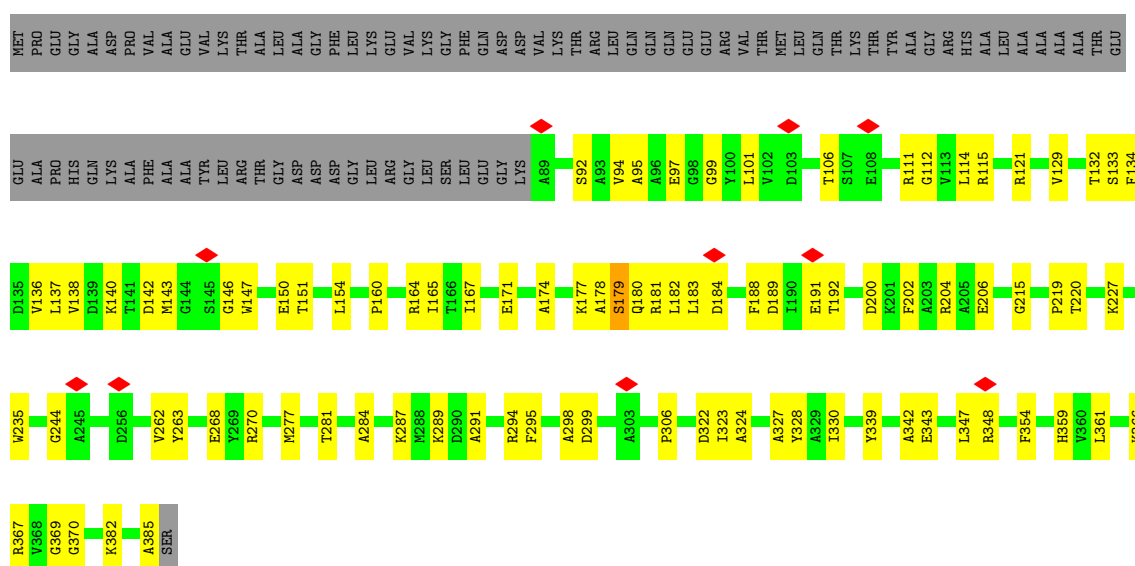 MET PRO GLU GLY ALA ASP PRO VAL ALA GLU VAL LYS THR ALA LEU ALA GLY PHE LEU LYS GLU VAL LYS GLY PHE GLN ASP ASP VAL LYS THR ARG LEU GLN GLN GLN GLU GLU ARG VAL THR MET LEU GLN THR LYS THR TYR ALA GLY ARG HIS ALA LEU ALA ALA ALA ALA THR GLU
GLU ALA PRO HIS GLN LYS ALA PHE ALA ALA TYR LEU ARG THR GLY ASP ASP ASP GLY LEU ARG GLY LEU SER LEU GLU GLY LYS A89 S92 A93 V94 A95 A96 E97 G98 G99 Y100 L101 V102 D103 T106 S107 E108 R111 G112 V113 L114 R115 R121 V129 T132 S133 F134
D135 V136 L137 V138 D139 K140 T141 D142 M143 G144 S145 G146 W147 E150 T151 L154 P160 R164 I165 T166 I167 E171 A174 K177 A178 S179 Q180 R181 L182 L183 D184 F188 D189 I190 E191 T192 D200 K201 F202 A203 R204 A205 E206 G215 P219 T220 K227
W235 G244 A245 D256 V262 Y263 E268 Y269 R270 M277 T281 A284 K287 M288 K289 D290 A291 R294 F295 A298 D299 A303 P306 D322 I323 A324 A327 Y328 A329 I330 Y339 A342 E343 L347 R348 F354 H359 V360 L361
R367 V368 G369 G370 K382 A385 SER